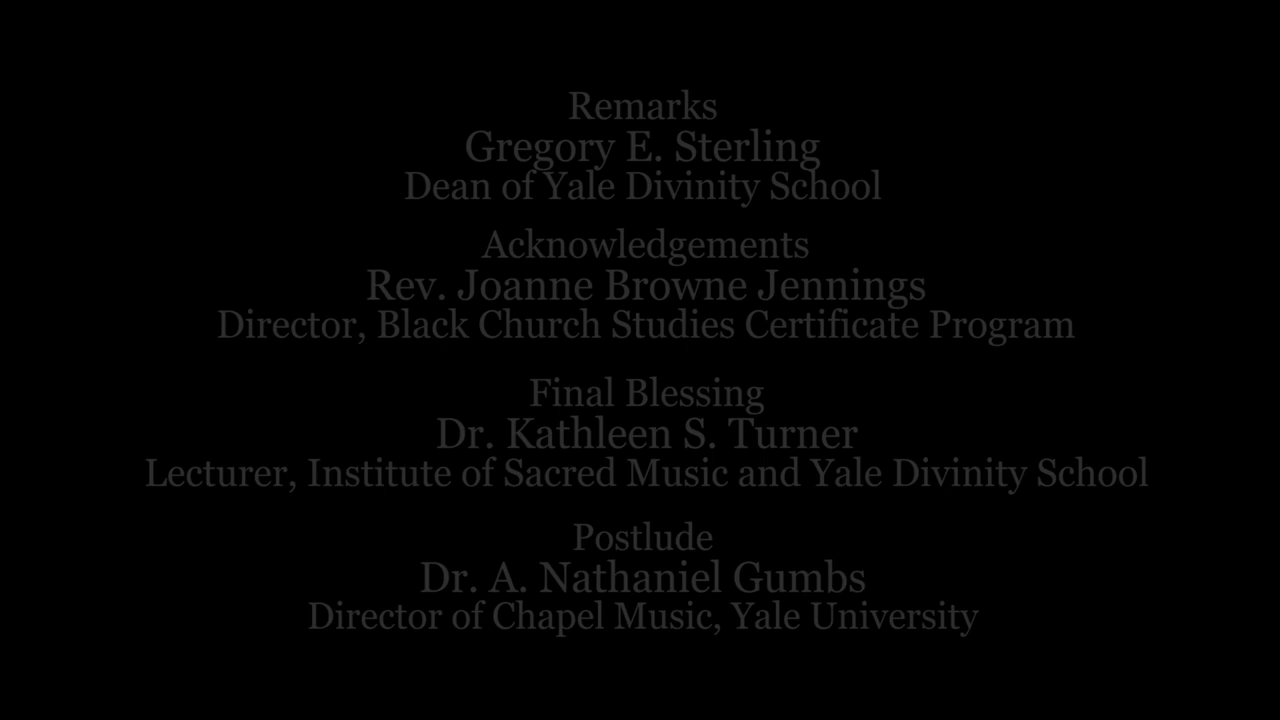 Remarks
Gregory E. Sterling
Dean of Yale Divinity School
Acknowledgements
Rev. Joanne Browne Jennings
Director, Black Church Studies Certificate Program
Final Blessing
Dr. Kathleen S. Turner
Lecturer, Institute of Sacred Music and Yale Divinity School
Postlude
Dr. A. Nathaniel Gumbs
Director of Chapel Music, Yale University